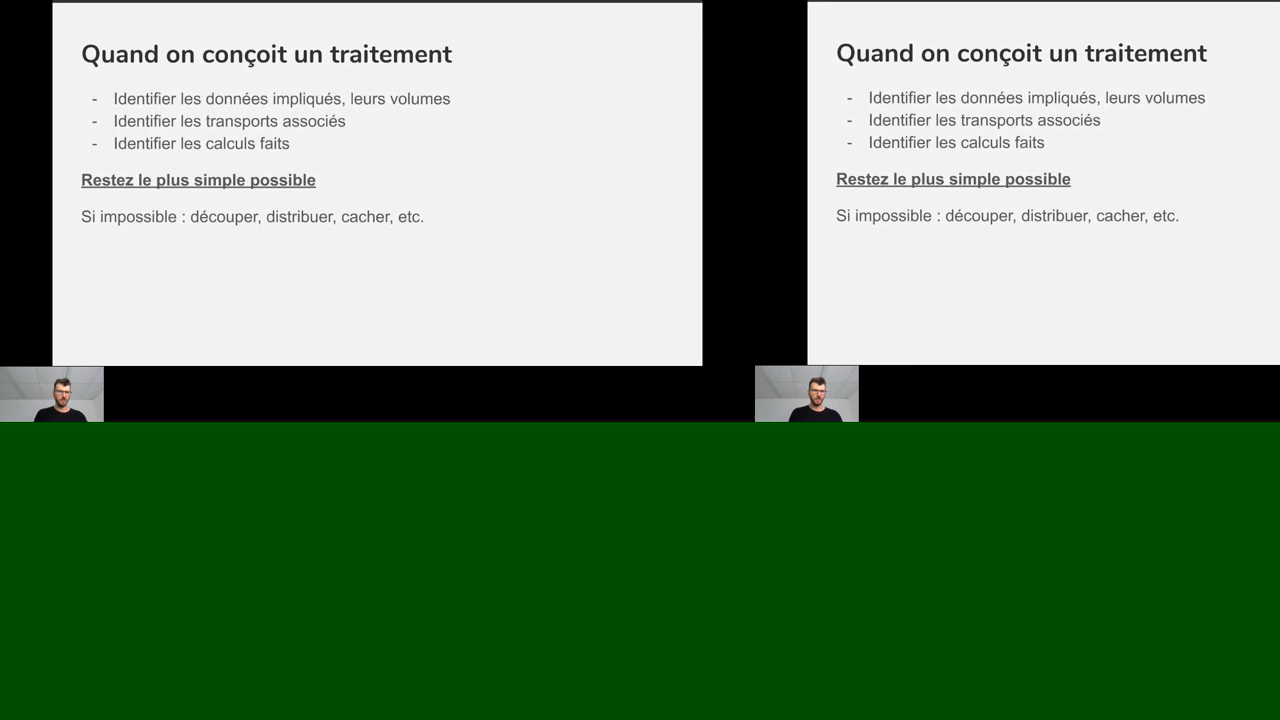 Quand on conçoit un traitement
- Identifier les données impliqués, leurs volumes
- Identifier les transports associés
- Identifier les calculs faits
Restez le plus simple possible
Si impossible : découper, distribuer, cacher, etc.
Quand on conçoit un traitement
- Identifier les données impliqués, leurs volumes
- Identifier les transports associés
- Identifier les calculs faits
Restez le plus simple possible
Si impossible : découper, distribuer, cacher, etc.